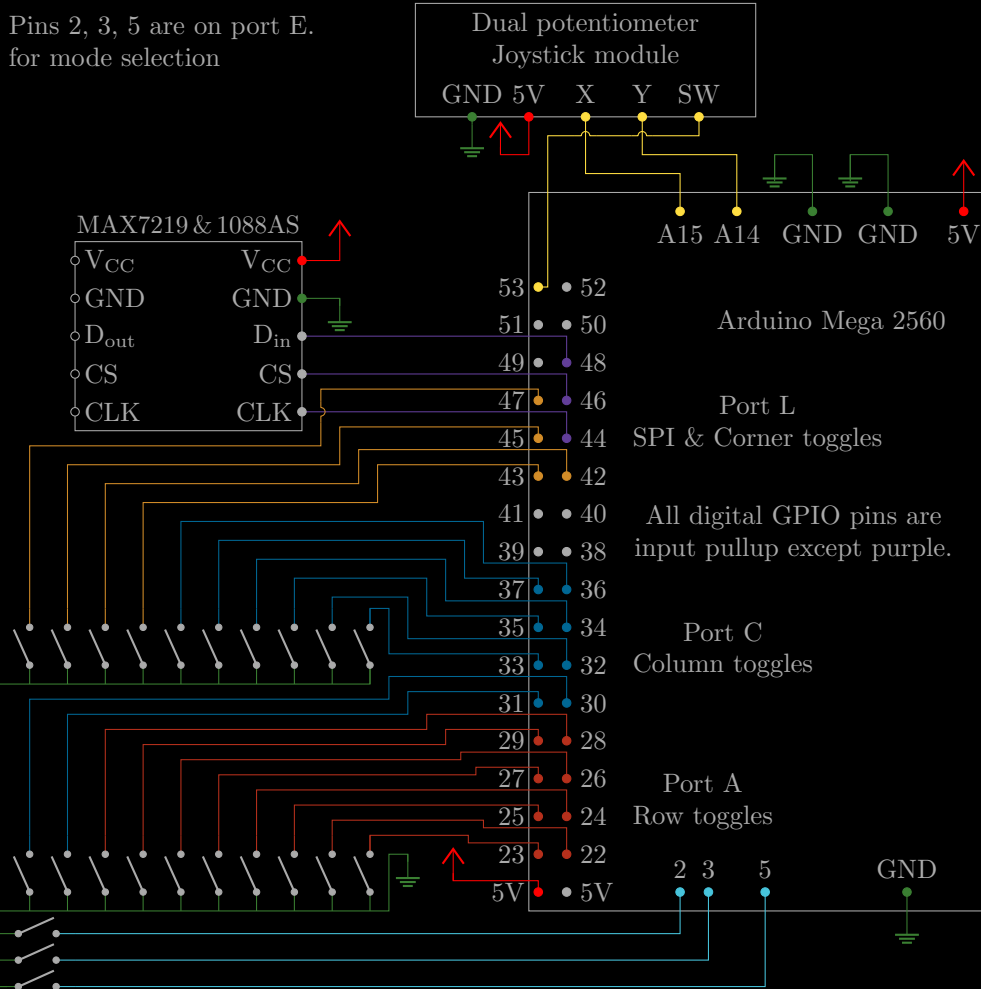 Pins 2, 3, 5 are on port E.
for mode selection
Dual potentiometer
Joystick module
GND 5V X Y SW
A15 A14 GND GND 5V
MAX7219 & 1088AS
V_CC V_CC
GND GND
D_out D_in
CS CS
CLK CLK
53 52
51 50
Arduino Mega 2560
49 48
47 46
Port L
45 44
SPI & Corner toggles
43 42
41 40
All digital GPIO pins are
input pullup except purple.
39 38
37 36
35 34
Port C
Column toggles
33 32
31 30
29 28
27 26
Port A
Row toggles
25 24
23 22
5V 5V
2 3 5 GND